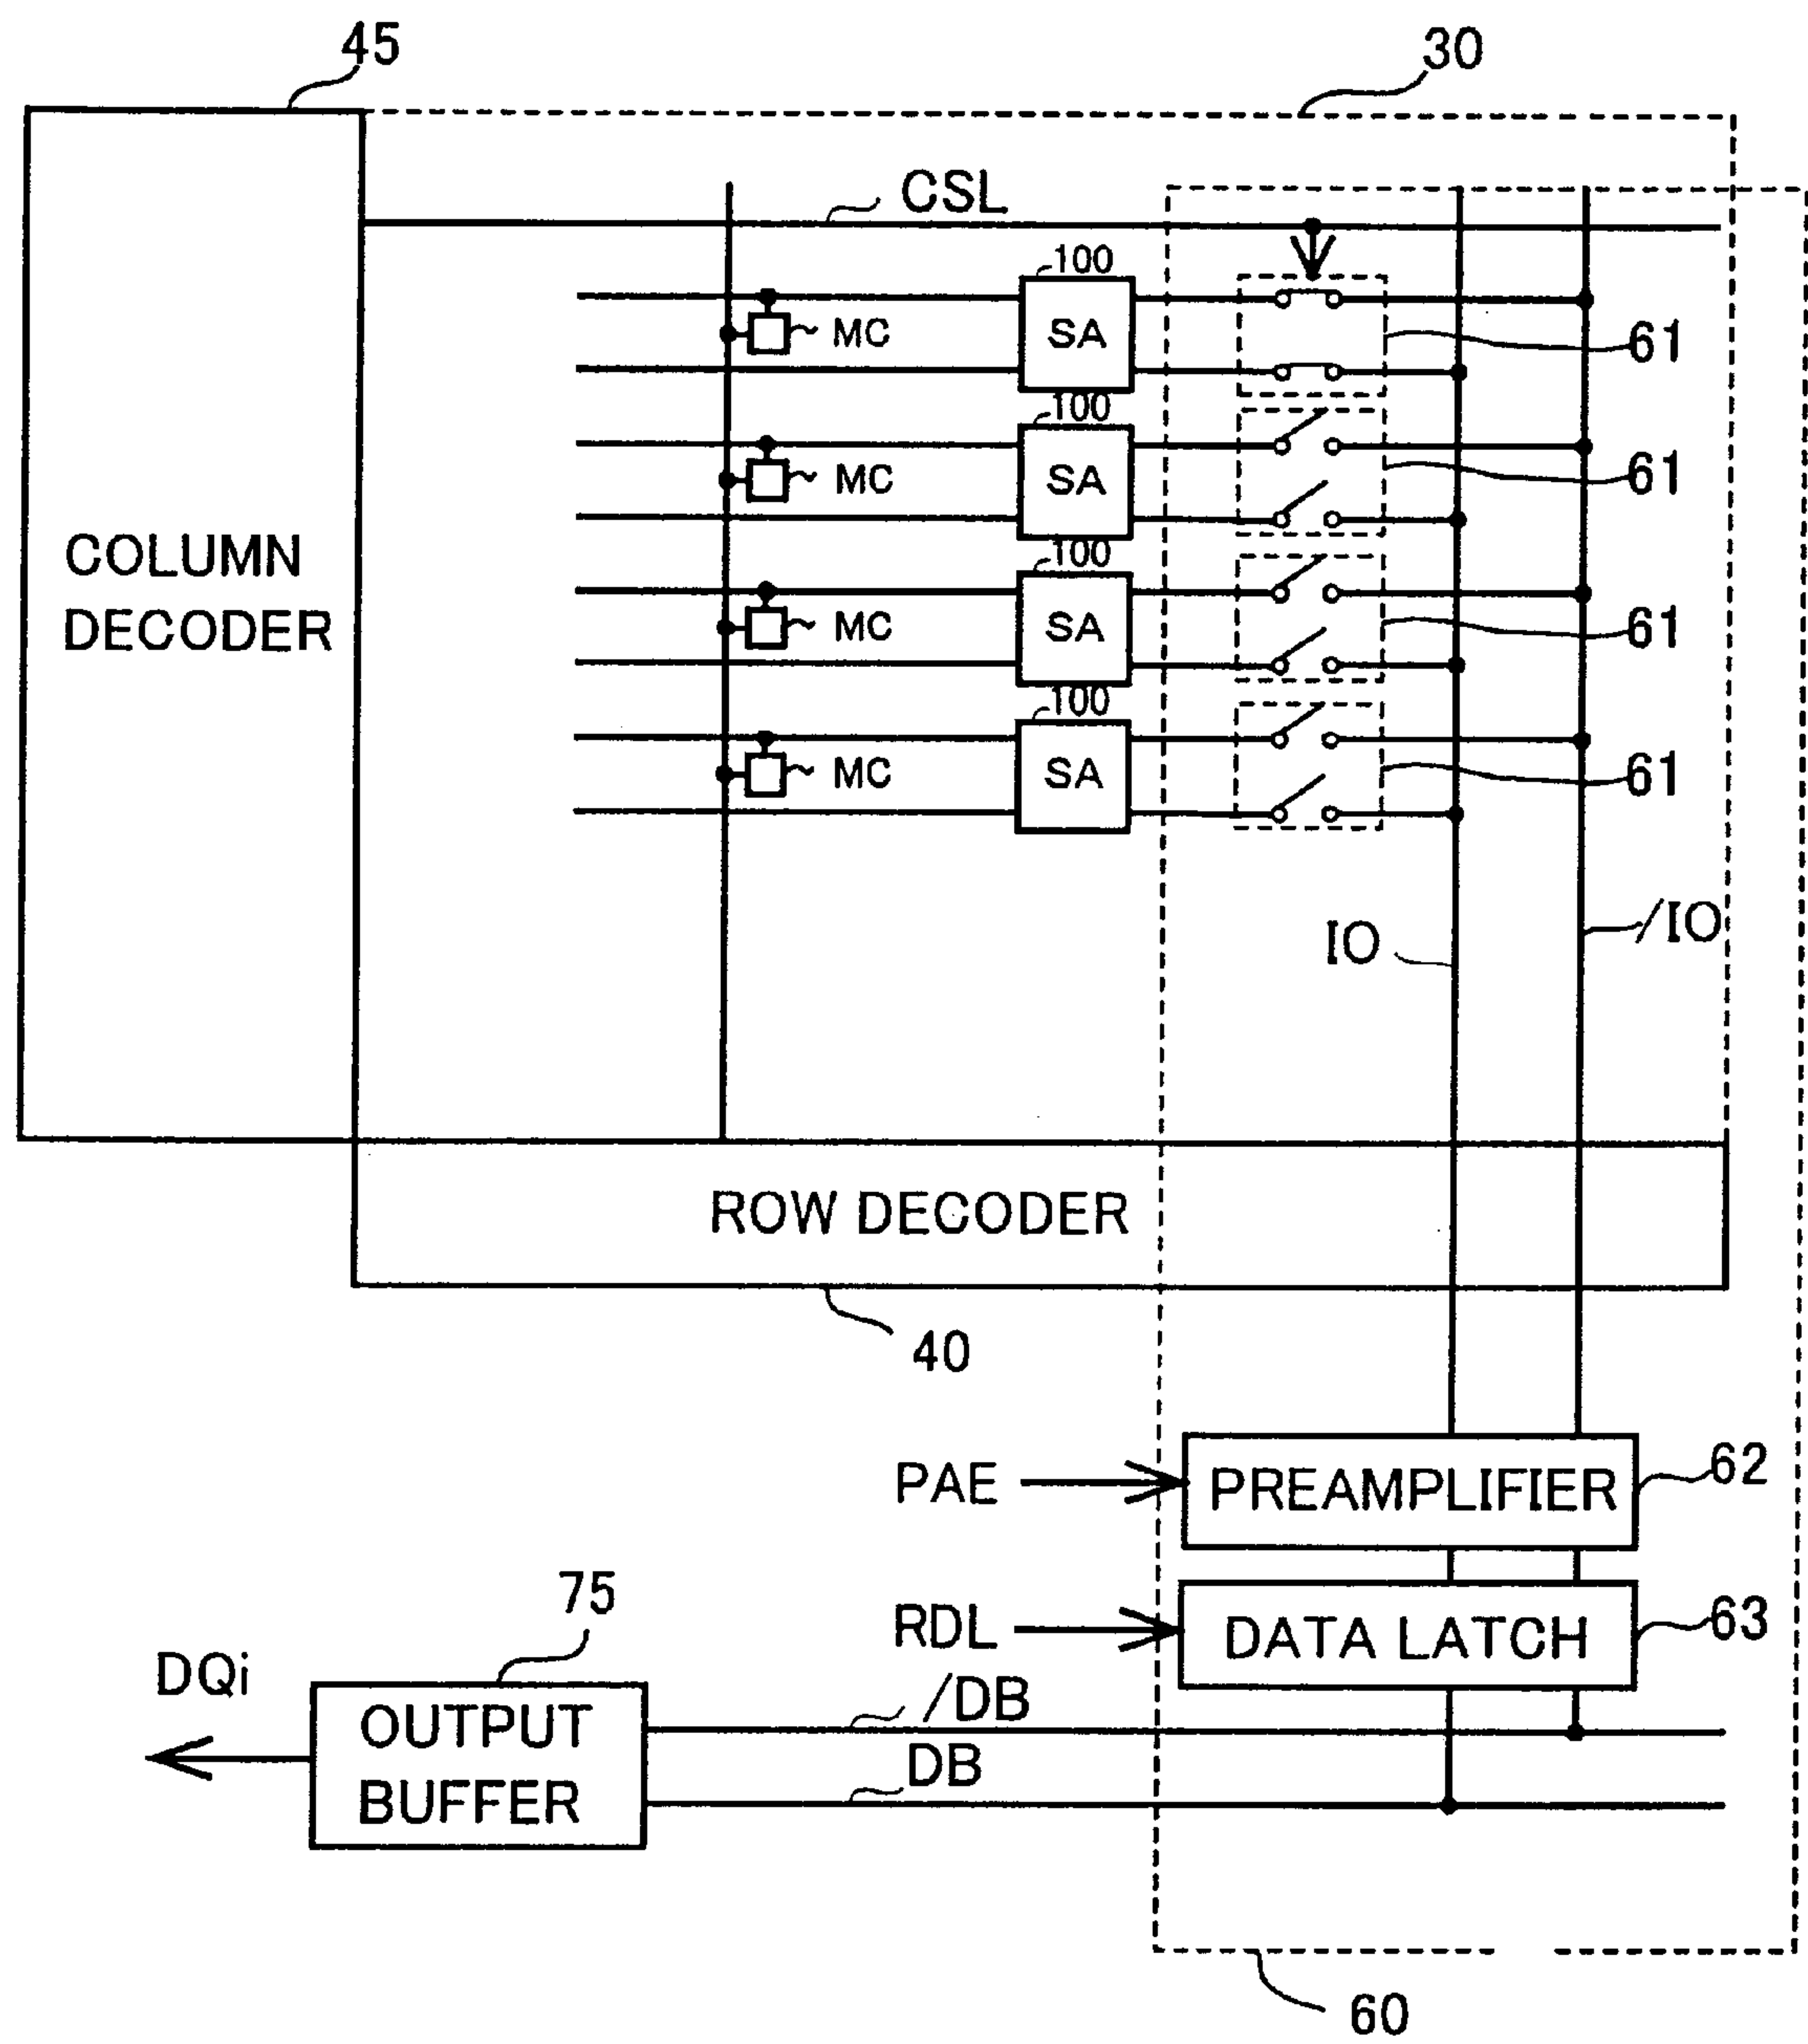 45
30
CSL
100
MC
SA
61
100
MC
SA
61
COLUMN
DECODER
100
MC
SA
61
100
MC
SA
61
IO
/IO
ROW DECODER
40
PAE
PREAMPLIFIER
62
75
RDL
DATA LATCH
63
DQi
/DB
OUTPUT
BUFFER
DB
60